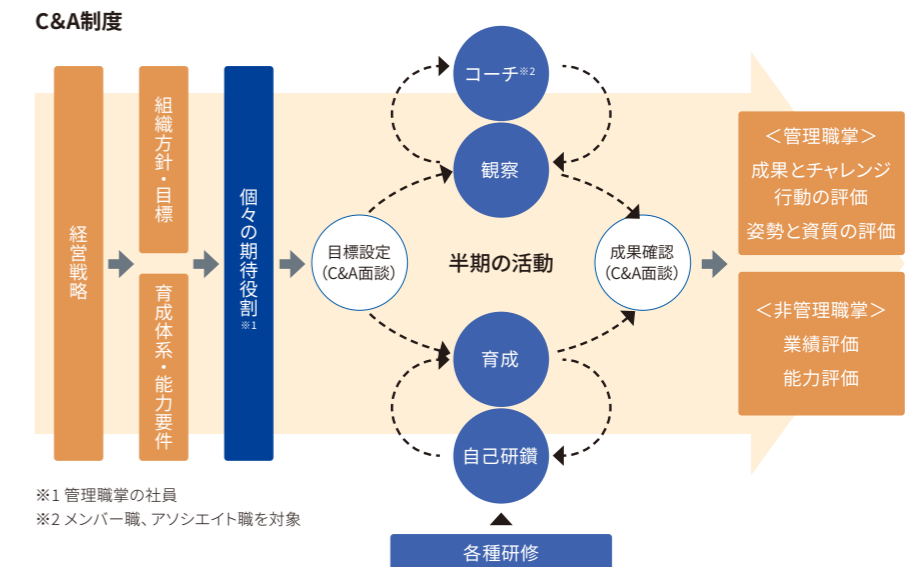 C&A制度
経営戦略
組織方針・目標
育成体系・能力要件
個々の期待役割※1
目標設定
（C&A面談）
コーチ※2
観察
半期の活動
育成
自己研鑽
各種研修
成果確認
（C&A面談）
＜管理職掌＞
成果とチャレンジ
行動の評価
姿勢と資質の評価
＜非管理職掌＞
業績評価
能力評価
※1 管理職掌の社員
※2 メンバー職、アソシエイト職を対象